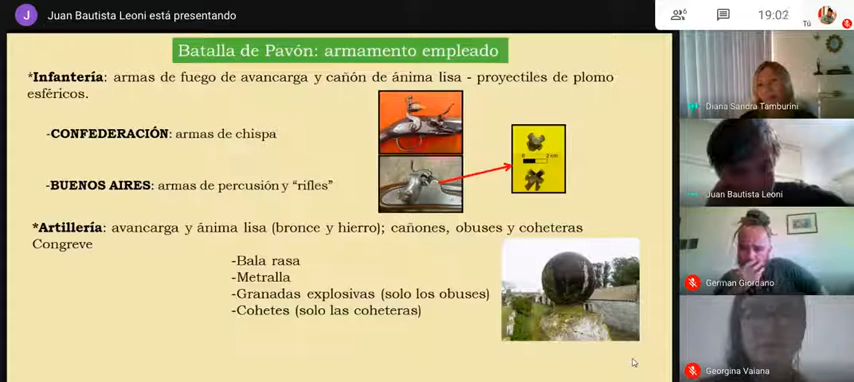 J Juan Bautista Leoni está presentando
6
19:02
Tú
Batalla de Pavón: armamento empleado
*Infantería: armas de fuego de avancarga y cañón de ánima lisa - proyectiles de plomo
esféricos.
-CONFEDERACIÓN: armas de chispa
-BUENOS AIRES: armas de percusión y “rifles”
*Artillería: avancarga y ánima lisa (bronce y hierro); cañones, obuses y coheteras
Congreve
-Bala rasa
-Metralla
-Granadas explosivas (solo los obuses)
-Cohetes (solo las coheteras)
Diana Sandra Tamburini
Juan Bautista Leoni
German Giordano
Georgina Vaiana